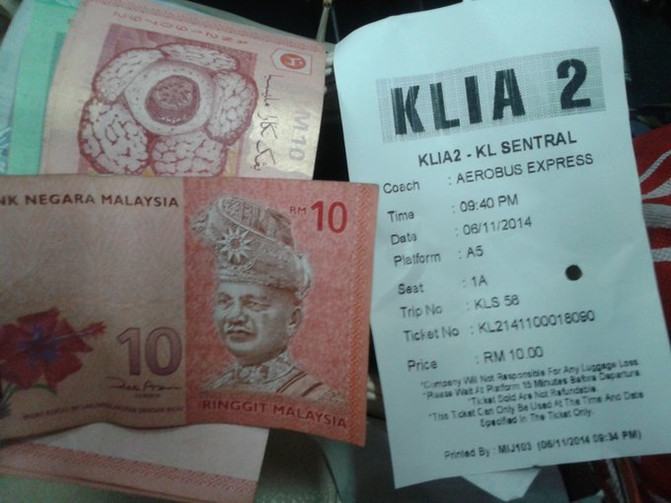 RM10
NK NEGARA MALAYSIA
RM 10
10
RINGGIT MALAYSIA
KLIA 2
KLIA2 - KL SENTRAL
Coach : AEROBUS EXPRESS
Time : 09:40 PM
Date : 06/11/2014
Platform : A5
Seat : 1A
Trip No : KLS 58
Ticket No : KL2141100018090
Price : RM 10.00
*Company Will Not Responsible For Any Luggage Loss.
*Please Wait At Platform 15 Minutes Before Departure.
*Ticket Sold Are Not Refundable.
*This Ticket Can Only Be Used At The Time And Date
Specified In The Ticket Only.
Printed By : MIJ103 (06/11/2014 09:34 PM)